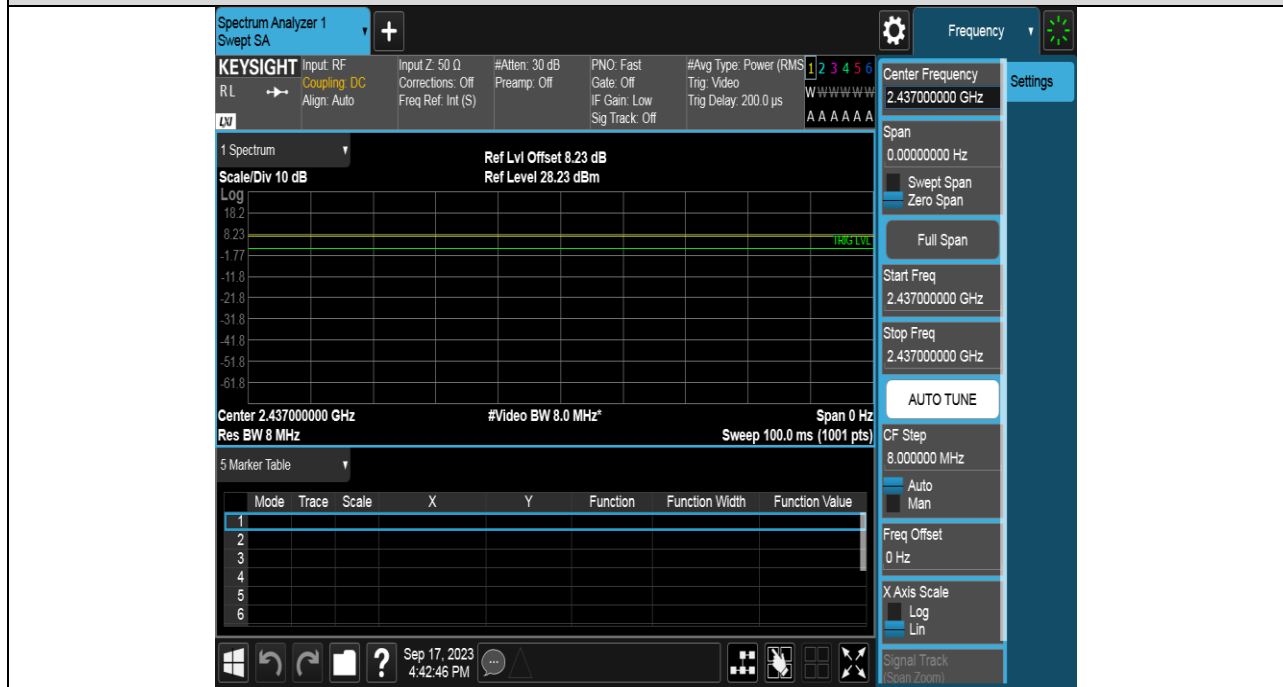 Spectrum Analyzer 1
Swept SA
+
Frequency
KEYSIGHT
RL
LXI
Input: RF
Coupling: DC
Align: Auto
Input Z: 50 Ω
Corrections: Off
Freq Ref: Int (S)
#Atten: 30 dB
Preamp: Off
PNO: Fast
Gate: Off
IF Gain: Low
Sig Track: Off
#Avg Type: Power (RMS
Trig: Video
Trig Delay: 200.0 µs
1 2 3 4 5 6
W W W W W W
A A A A A A
1 Spectrum
Scale/Div 10 dB
Ref Lvl Offset 8.23 dB
Ref Level 28.23 dBm
Log
18.2
8.23
TRIG LVL
-1.77
-11.8
-21.8
-31.8
-41.8
-51.8
-61.8
Center 2.437000000 GHz
#Video BW 8.0 MHz*
Span 0 Hz
Res BW 8 MHz
Sweep 100.0 ms (1001 pts)
5 Marker Table
Mode Trace Scale X Y Function Function Width Function Value
1
2
3
4
5
6
Sep 17, 2023
4:42:46 PM
?
Center Frequency
2.437000000 GHz
Settings
Span
0.00000000 Hz
Swept Span
Zero Span
Full Span
Start Freq
2.437000000 GHz
Stop Freq
2.437000000 GHz
AUTO TUNE
CF Step
8.000000 MHz
Auto
Man
Freq Offset
0 Hz
X Axis Scale
Log
Lin
Signal Track
(Span Zoom)